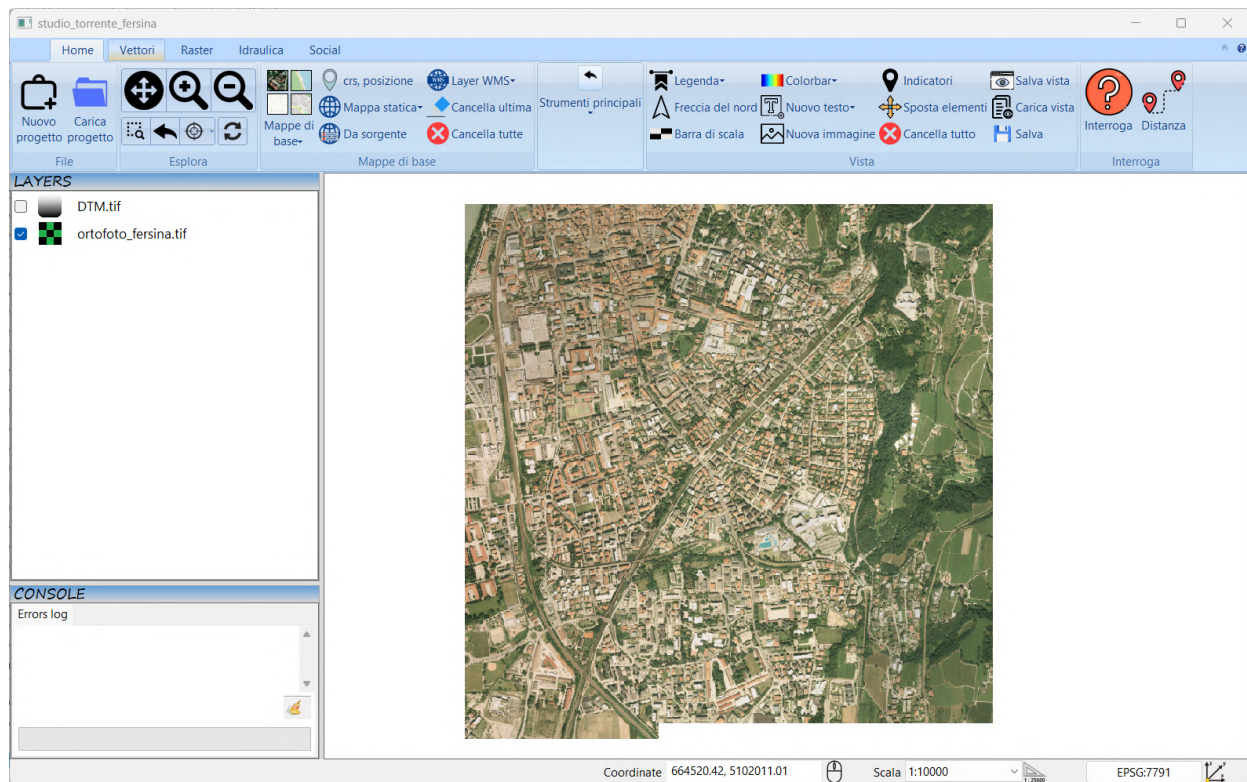 studio_torrente_fersina
Home Vettori Raster Idraulica Social
Nuovo progetto
Carica progetto
File
Esplora
Mappe di base
crs, posizione
Mappa statica
Da sorgente
WMS
Layer WMS
Cancella ultima
Cancella tutte
Mappe di base
Strumenti principali
Legenda
Freccia del nord
Barra di scala
Colorbar
Nuovo testo
Nuova immagine
Indicatori
Sposta elementi
Cancella tutto
Salva vista
Carica vista
Salva
Vista
Interroga
Distanza
Interroga
LAYERS
DTM.tif
ortofoto_fersina.tif
CONSOLE
Errors log
Coordinate 664520.42, 5102011.01 Scala 1:10000 1: 25000 EPSG:7791